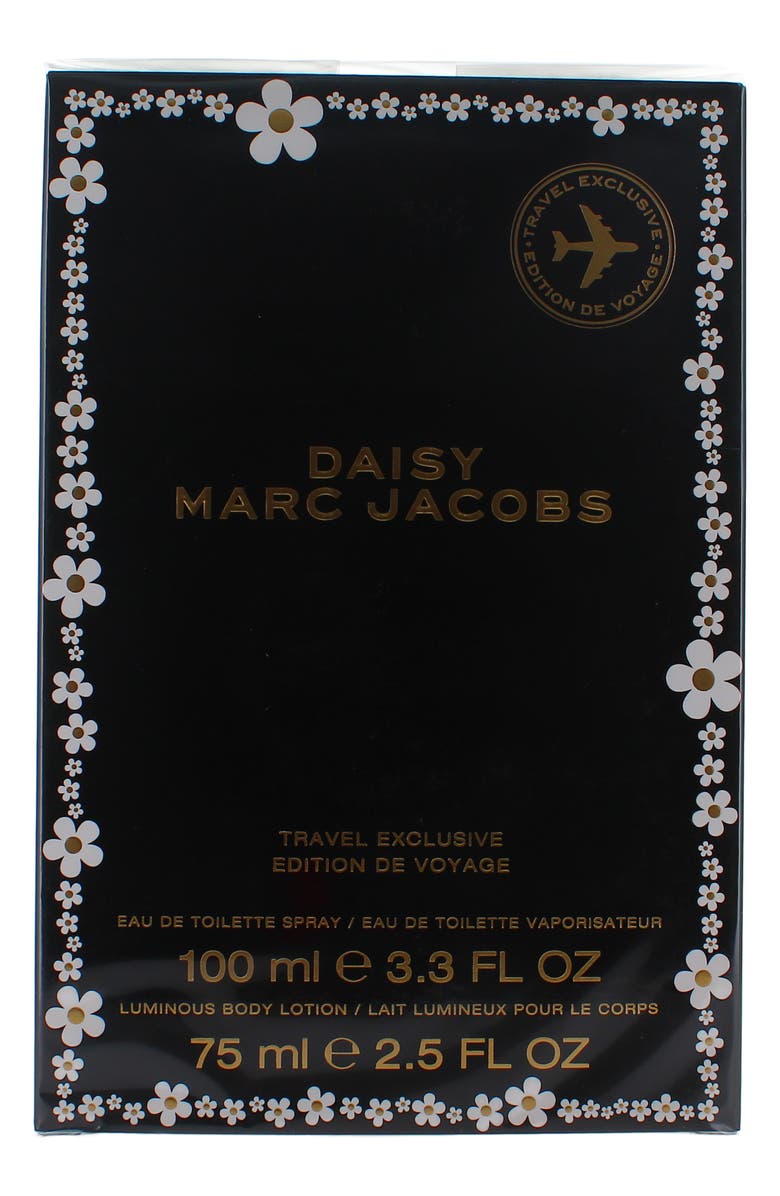 TRAVEL EXCLUSIVE
EDITION DE VOYAGE
DAISY
MARC JACOBS
TRAVEL EXCLUSIVE
EDITION DE VOYAGE
EAU DE TOILETTE SPRAY / EAU DE TOILETTE VAPORISATEUR
100 ml ℮ 3.3 FL OZ
LUMINOUS BODY LOTION / LAIT LUMINEUX POUR LE CORPS
75 ml ℮ 2.5 FL OZ